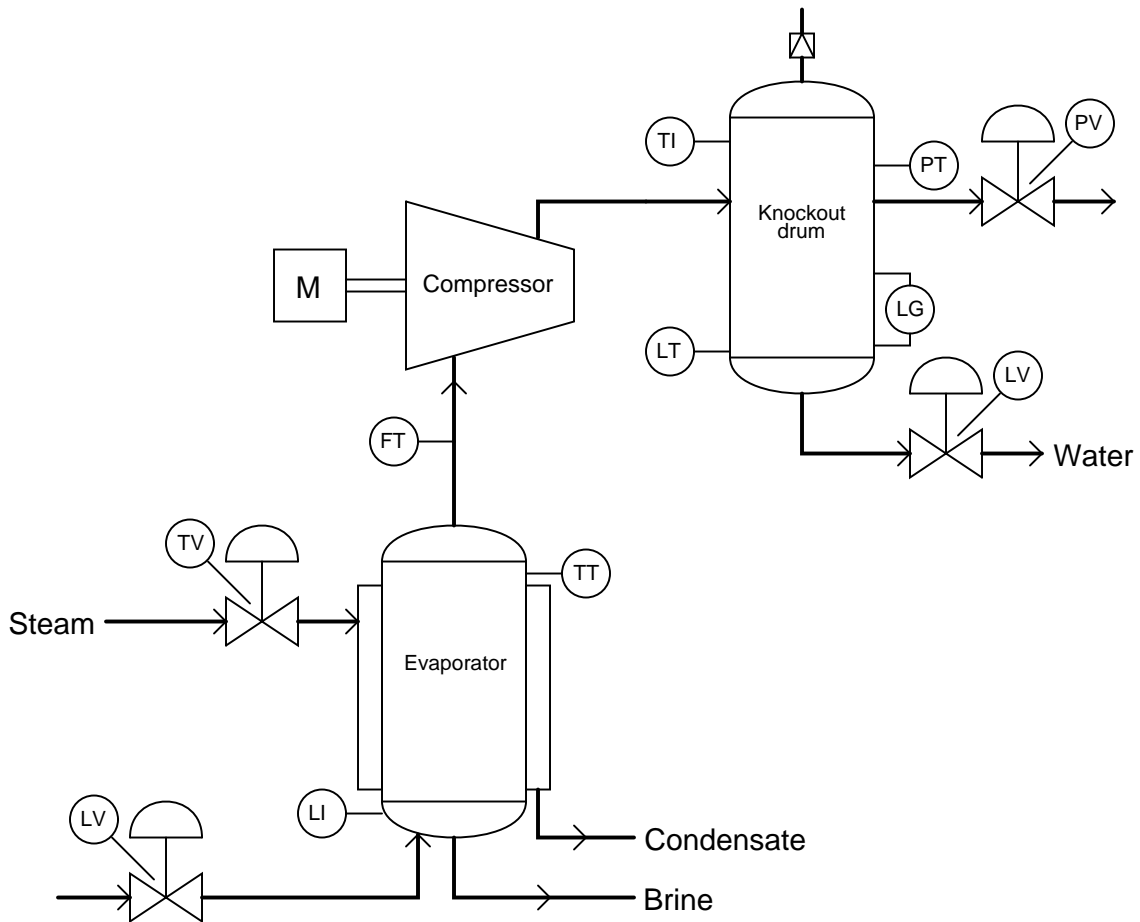 TI
PV
PT
Knockout
drum
M
Compressor
LG
LT
LV
FT
Water
TV
TT
Steam
Evaporator
LI
LV
Condensate
Brine